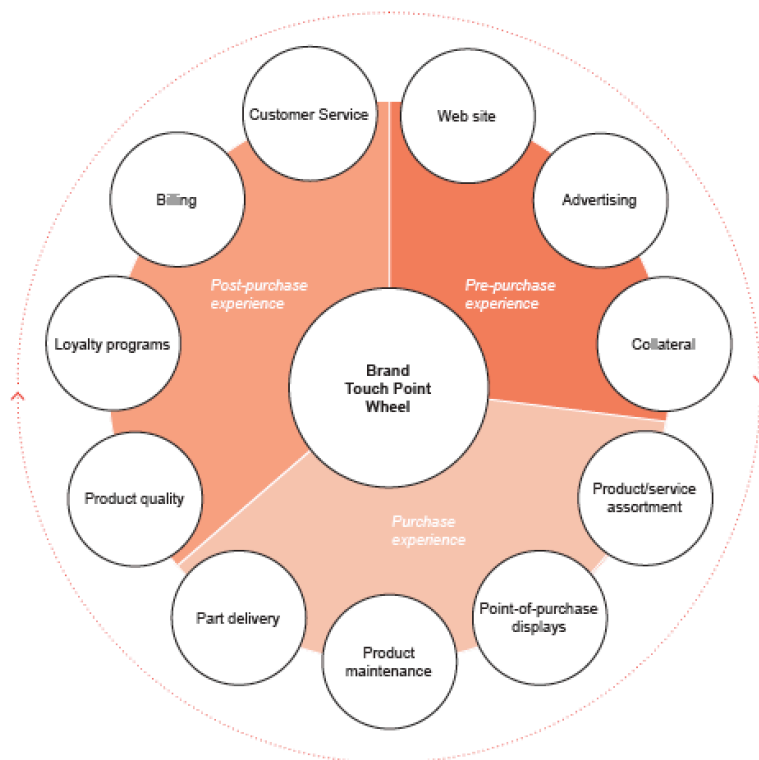 Customer Service
Web site
Billing
Advertising
Post-purchase
experience
Pre-purchase
experience
Loyalty programs
Collateral
Brand
Touch Point
Wheel
Product quality
Product/service
assortment
Purchase
experience
Part delivery
Point-of-purchase
displays
Product
maintenance